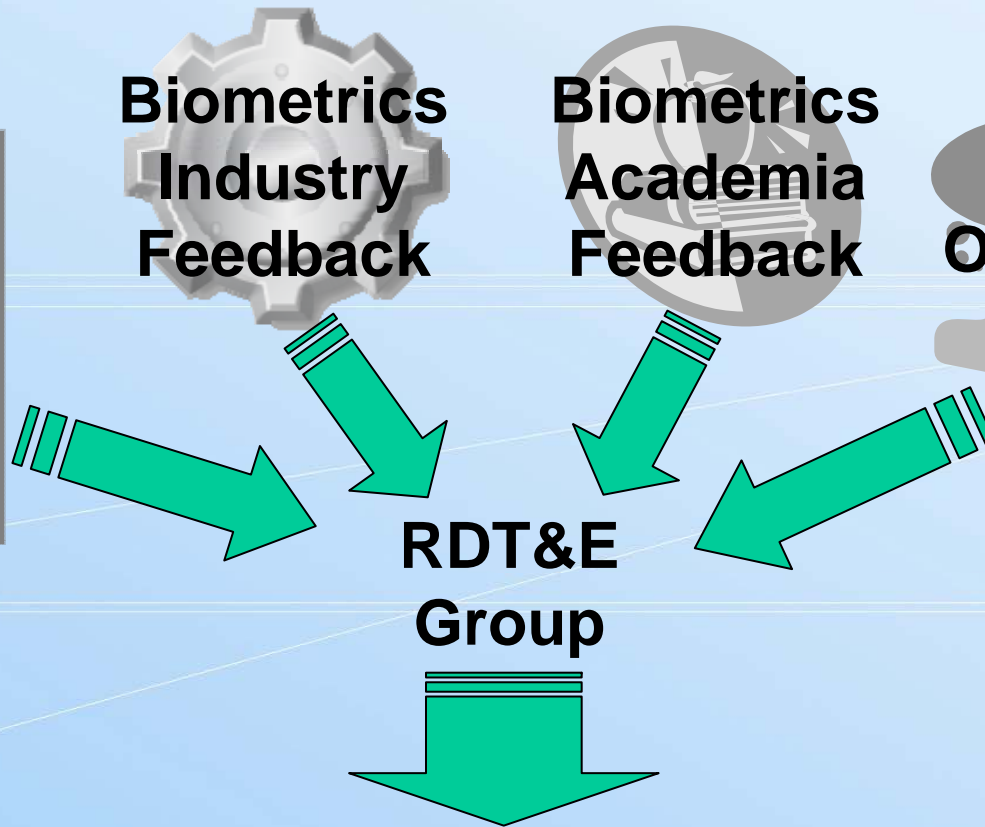 Biometrics
Industry
Feedback
Biometrics
Academia
Feedback
RDT&E
Group